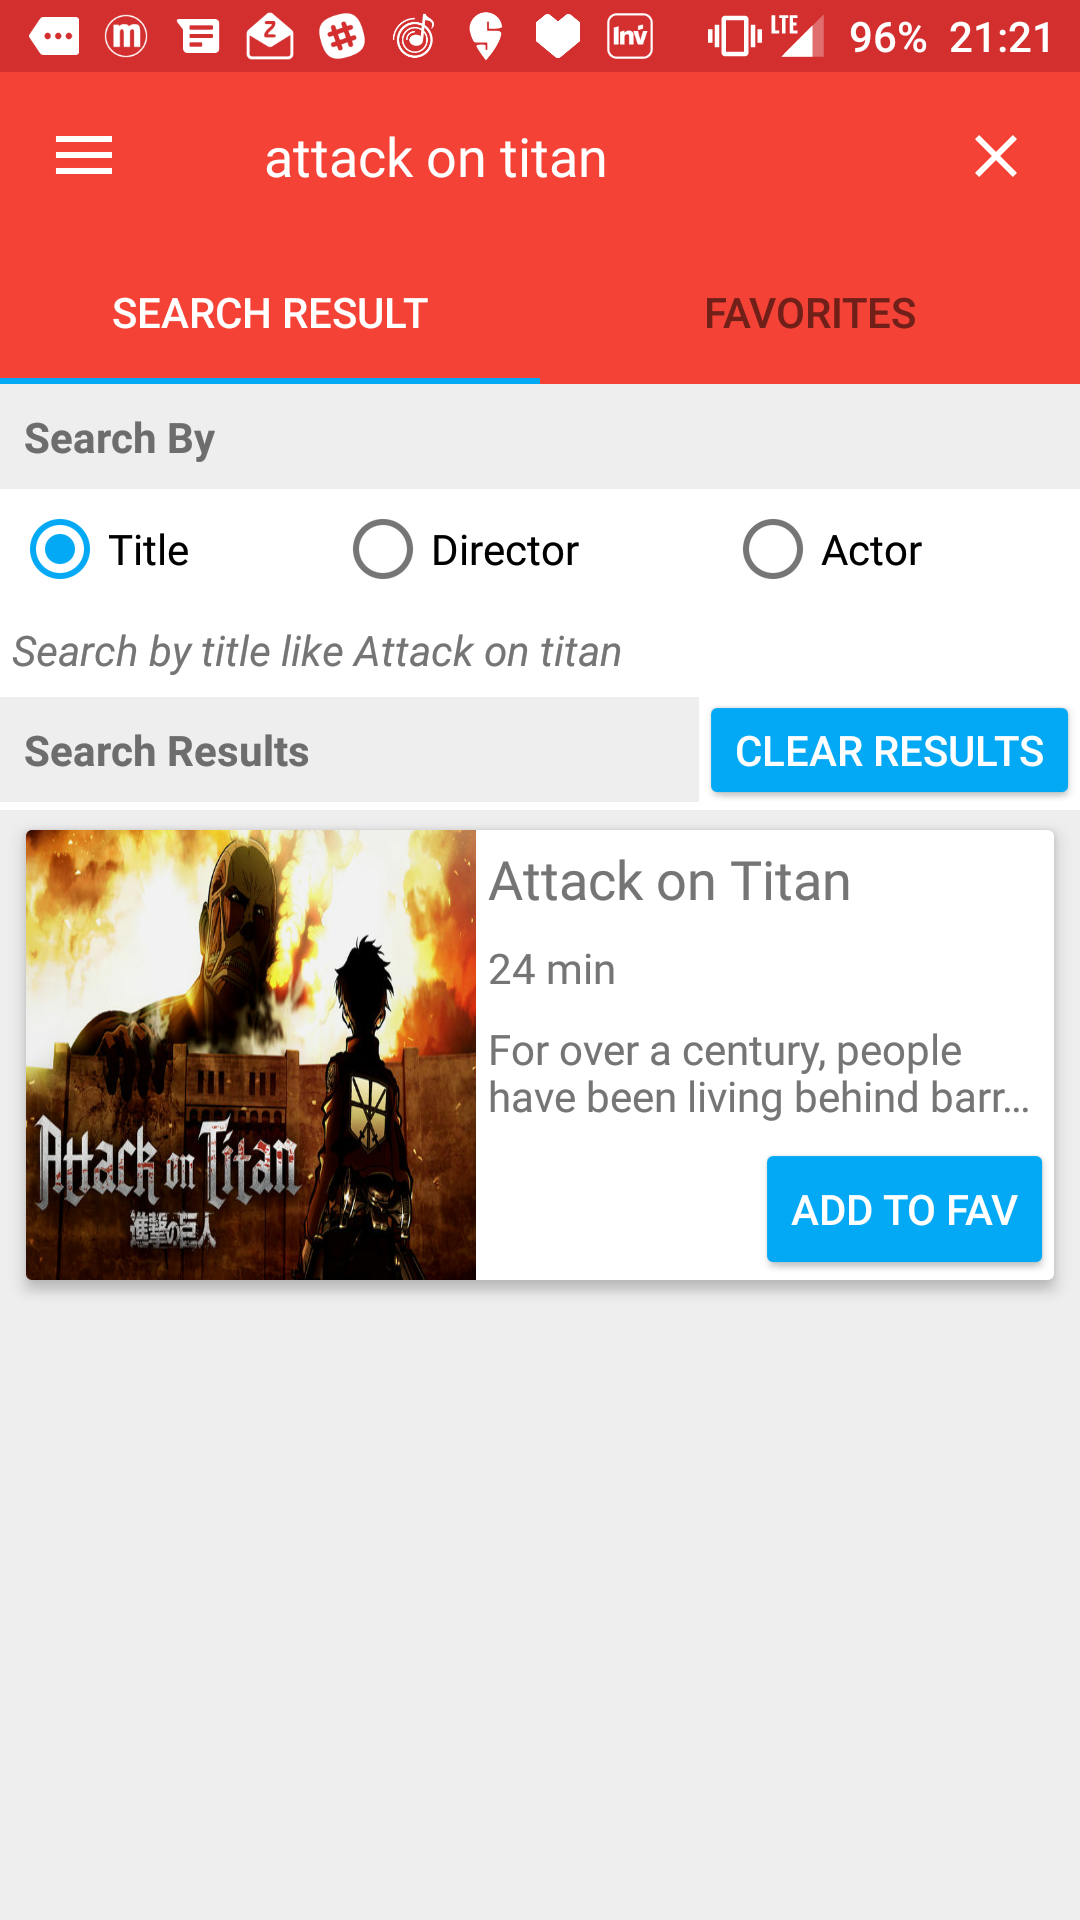 m Z Inv LTE 96% 21:21
attack on titan
SEARCH RESULT FAVORITES
Search By
Title Director Actor
Search by title like Attack on titan
Search Results CLEAR RESULTS
Attack on Titan
24 min
For over a century, people
have been living behind barr...
ADD TO FAV
Attack on Titan
進撃の巨人